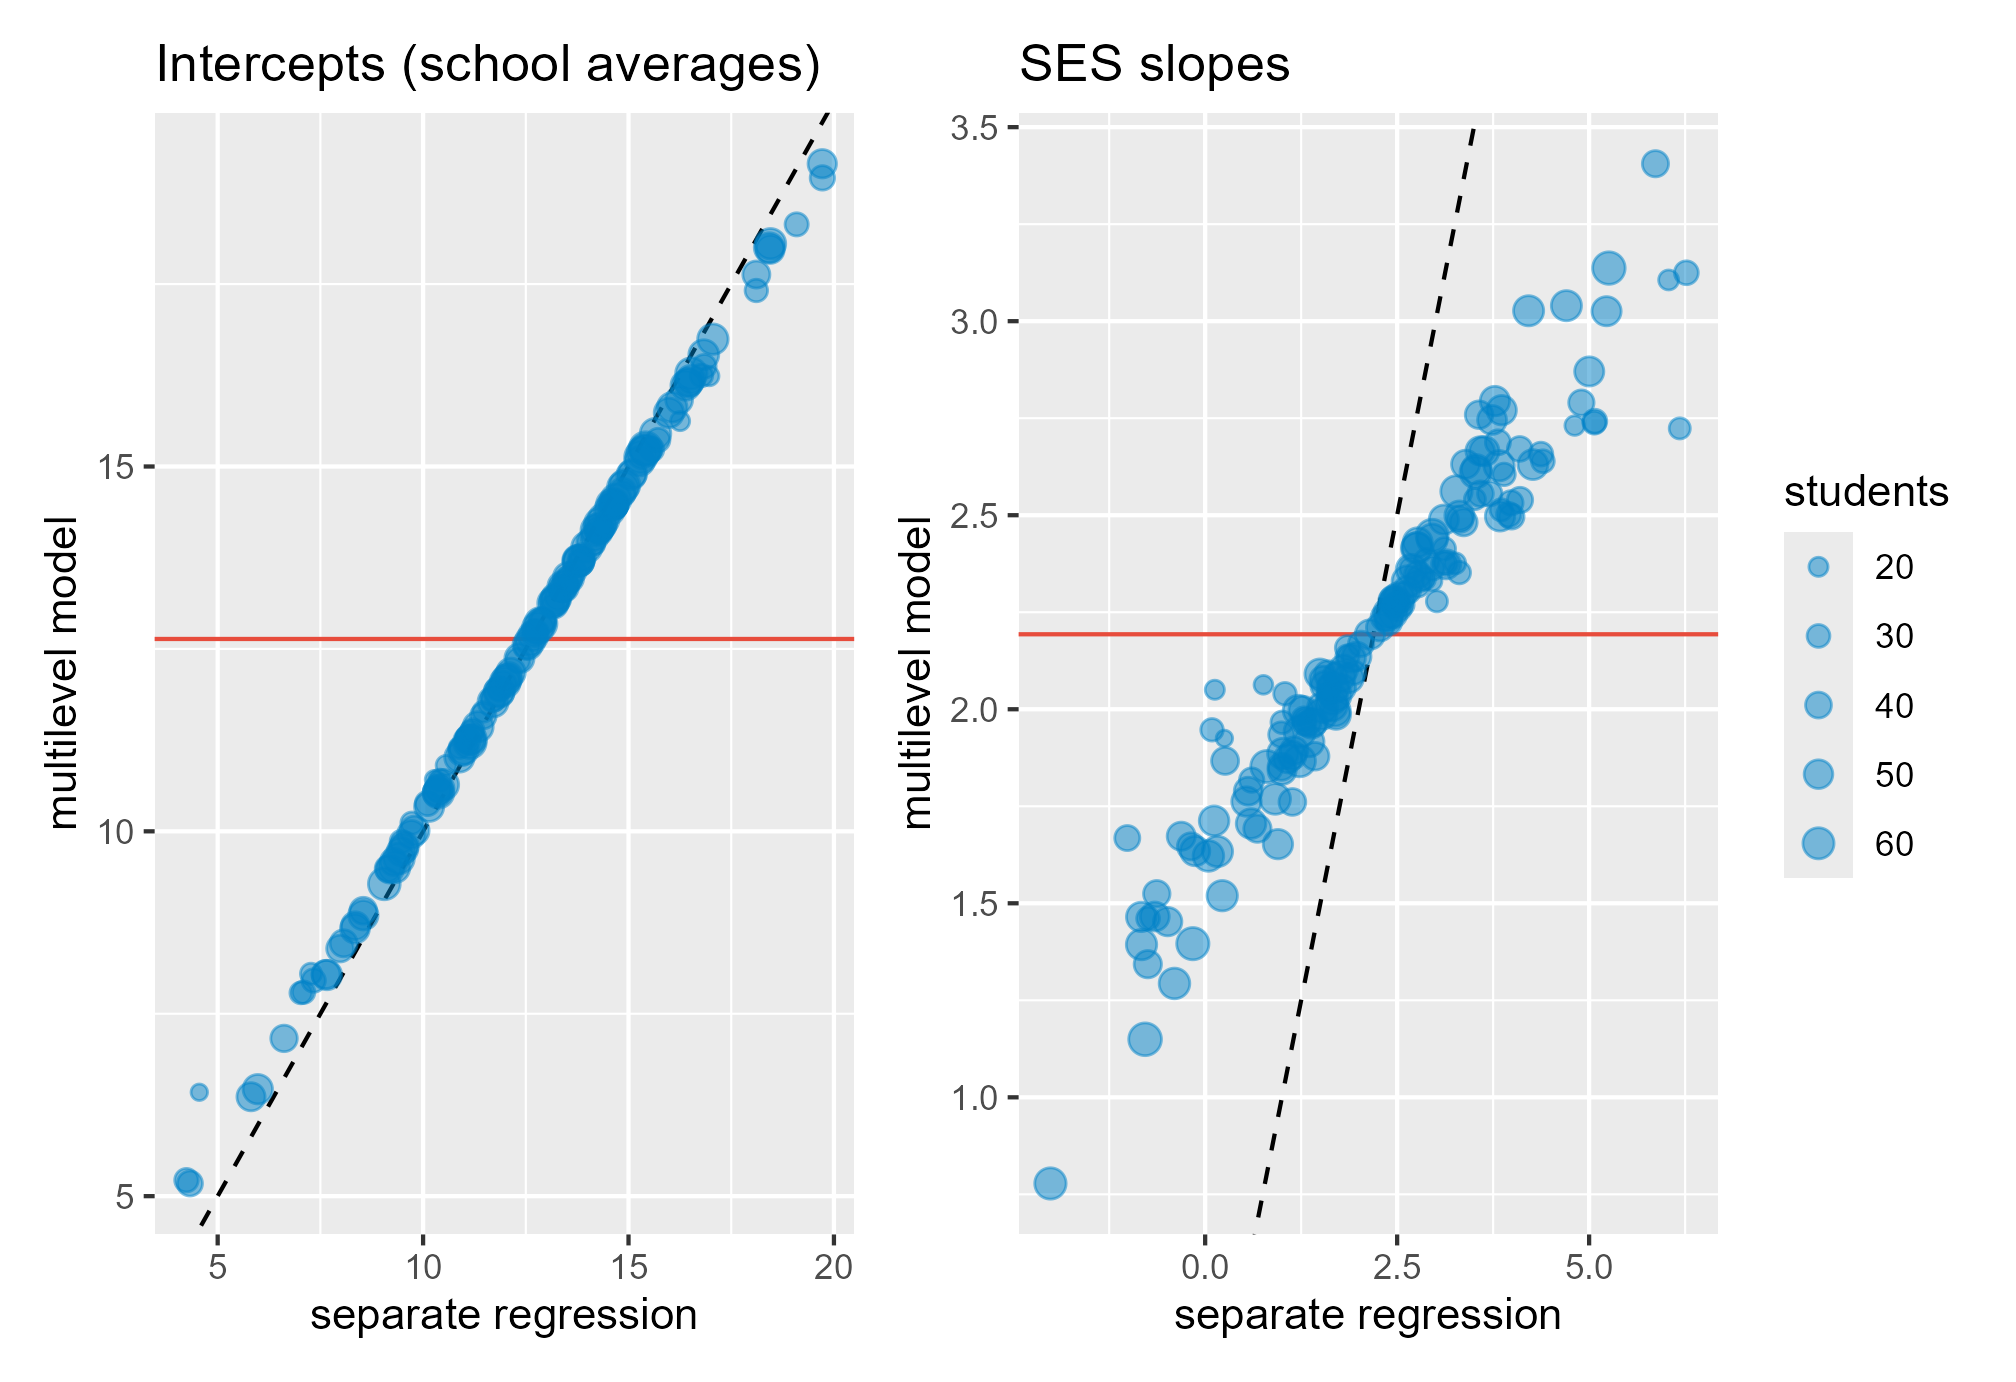 Intercepts (school averages)
15
10
5
multilevel model
5 10 15 20
separate regression
SES slopes
3.5
3.0
2.5
2.0
1.5
1.0
multilevel model
0.0 2.5 5.0
separate regression
students
20
30
40
50
60